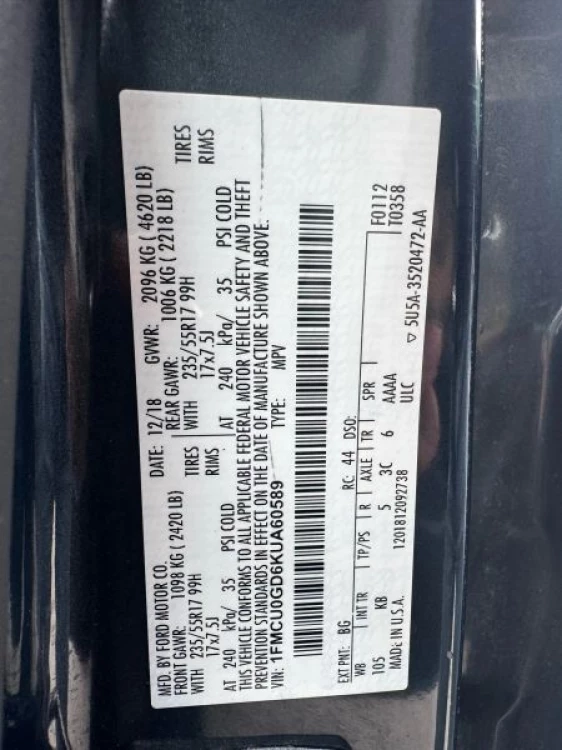 MFD. BY FORD MOTOR CO.
DATE: 12/18 GVWR: 2096 KG ( 4620 LB)
FRONT GAWR: 1098 KG ( 2420 LB) REAR GAWR: 1006 KG ( 2218 LB)
WITH 235/55R17 99H TIRES WITH 235/55R17 99H TIRES
17x7.5J RIMS 17x7.5J RIMS
AT 240 kPa/ 35 PSI COLD AT 240 kPa/ 35 PSI COLD
THIS VEHICLE CONFORMS TO ALL APPLICABLE FEDERAL MOTOR VEHICLE SAFETY AND THEFT
PREVENTION STANDARDS IN EFFECT ON THE DATE OF MANUFACTURE SHOWN ABOVE.
VIN: 1FMCU0GD6KUA60589 TYPE: MPV
EXT PNT: BG RC: 44 DSO: F0112
WB INT TR TP/PS R AXLE TR SPR T0358
105 KB 5 3C 6 AAAA
MADE IN U.S.A. 1201812092738 ULC
5U5A-3520472-AA